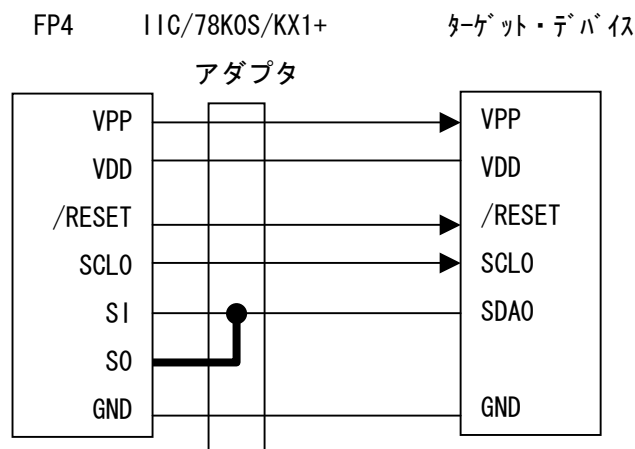 FP4 IIC/78K0S/KX1+ ﾀｰｹﾞｯﾄ・ﾃﾞﾊﾞｲｽ
アダプタ
VPP VPP
VDD VDD
/RESET /RESET
SCL0 SCL0
SI SDA0
SO
GND GND